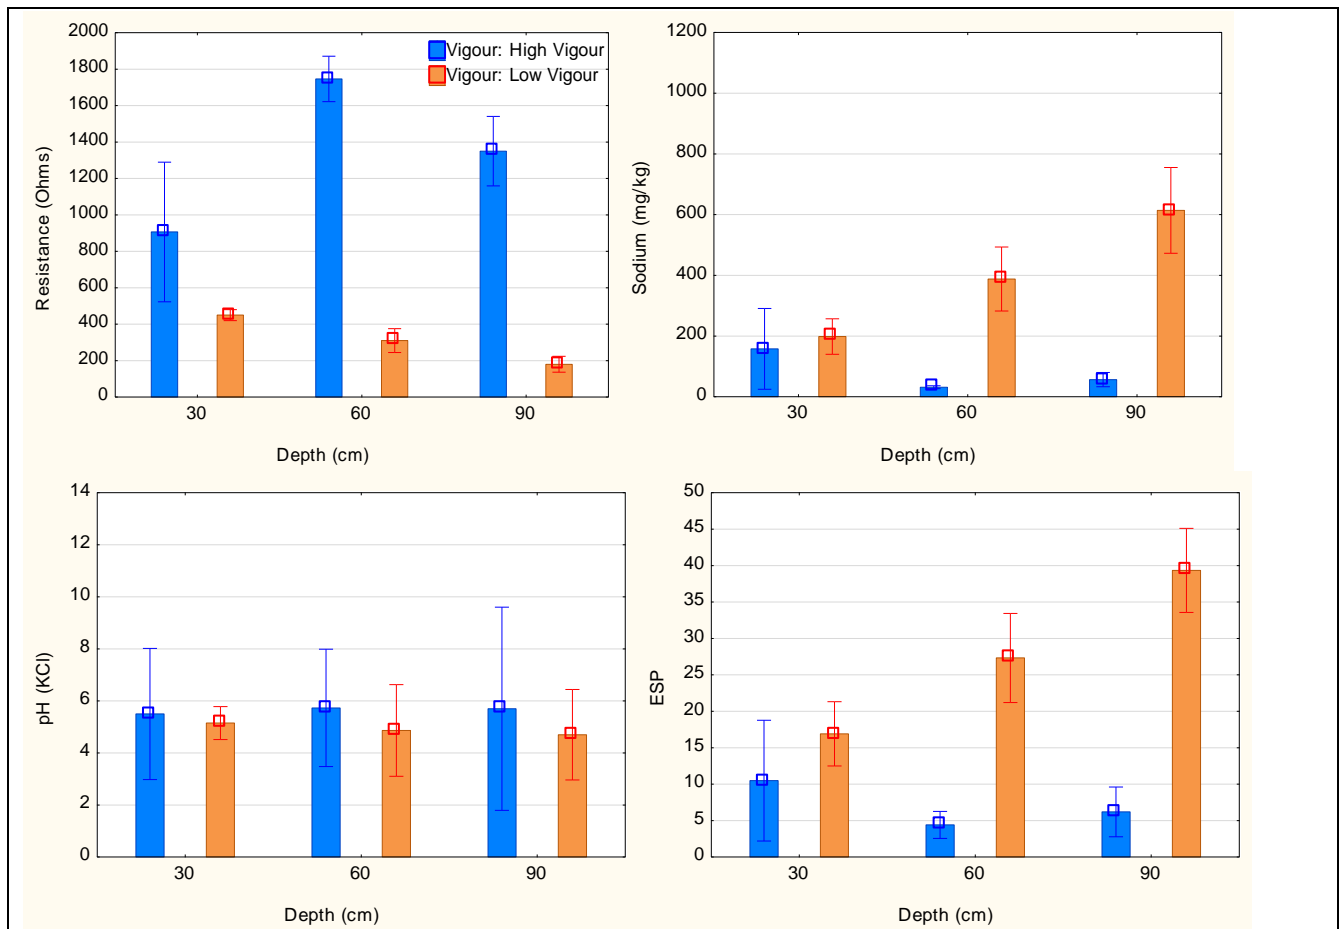 Resistance (Ohms)
2000
1800
1600
1400
1200
1000
800
600
400
200
0
Vigour: High Vigour
Vigour: Low Vigour
30 60 90
Depth (cm)
Sodium (mg/kg)
1200
1000
800
600
400
200
0
30 60 90
Depth (cm)
pH (KCl)
14
12
10
8
6
4
2
0
30 60 90
Depth (cm)
ESP
50
45
40
35
30
25
20
15
10
5
0
30 60 90
Depth (cm)